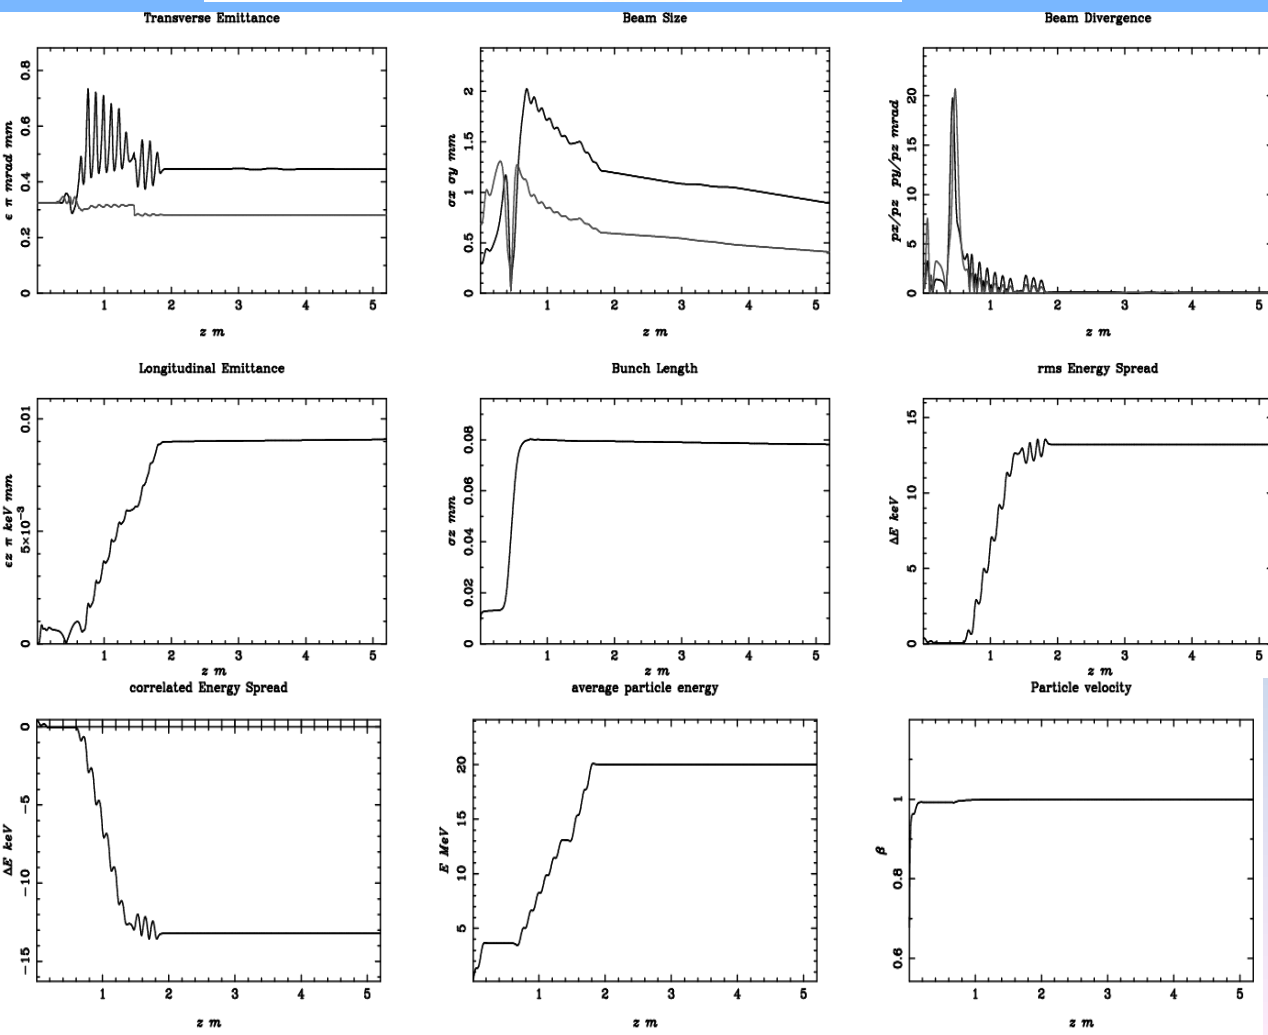 Transverse Emittance
ϵ π mrad mm
0 0.2 0.4 0.6 0.8
1 2 3 4 5
z m
Beam Size
σx σy mm
0 0.5 1 1.5 2
1 2 3 4 5
z m
Beam Divergence
px/pz py/pz mrad
0 5 10 15 20
1 2 3 4 5
z m
Longitudinal Emittance
ϵz π keV mm
0 5×10⁻³ 0.01
1 2 3 4 5
z m
Bunch Length
σz mm
0 0.02 0.04 0.06 0.08
1 2 3 4 5
z m
rms Energy Spread
ΔE keV
0 5 10 15
1 2 3 4 5
z m
correlated Energy Spread
ΔE keV
−15 −10 −5 0
1 2 3 4 5
z m
average particle energy
E MeV
5 10 15 20
1 2 3 4 5
z m
Particle velocity
β
0.6 0.8 1
1 2 3 4 5
z m